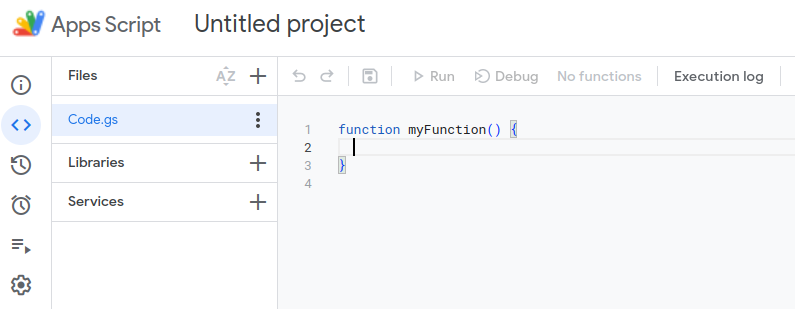 Apps Script Untitled project
Files AZ
Run Debug No functions Execution log
Code.gs
Libraries
Services
1 function myFunction() {
2
3 }
4